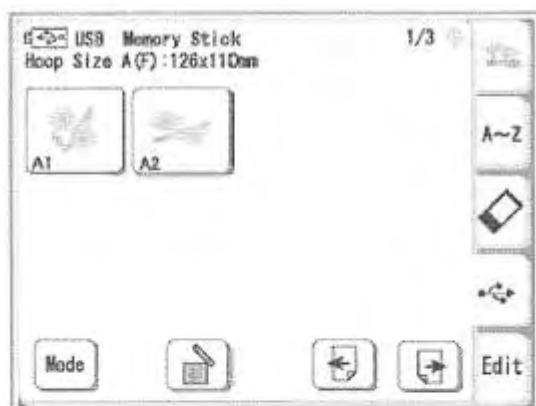 USB Memory Stick
1/3
Hoop Size A(F):126x110mm
A1
A2
A~Z
Mode
Edit